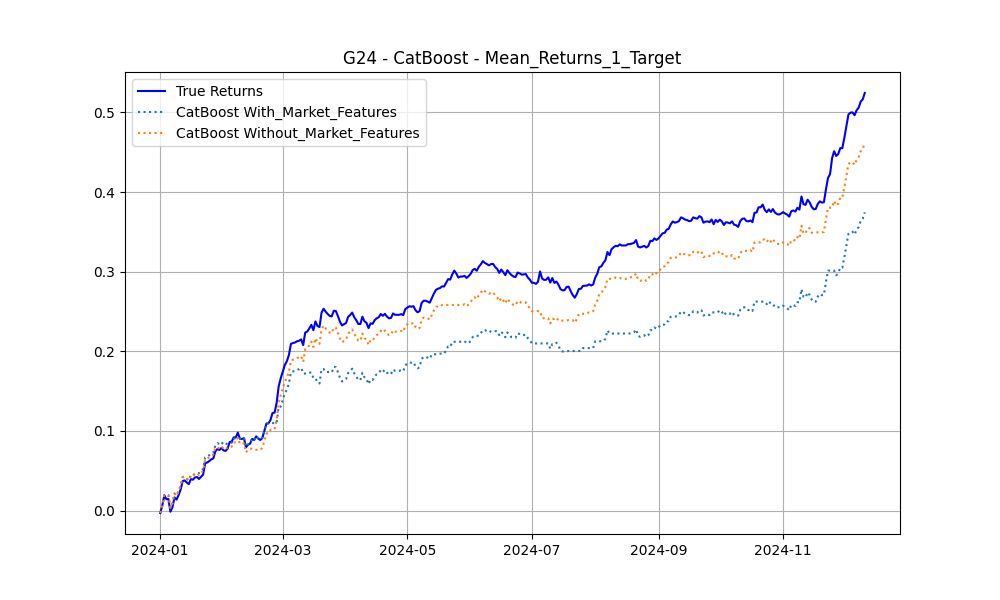 G24 - CatBoost - Mean_Returns_1_Target
True Returns
CatBoost With_Market_Features
CatBoost Without_Market_Features
0.5
0.4
0.3
0.2
0.1
0.0
2024-01 2024-03 2024-05 2024-07 2024-09 2024-11